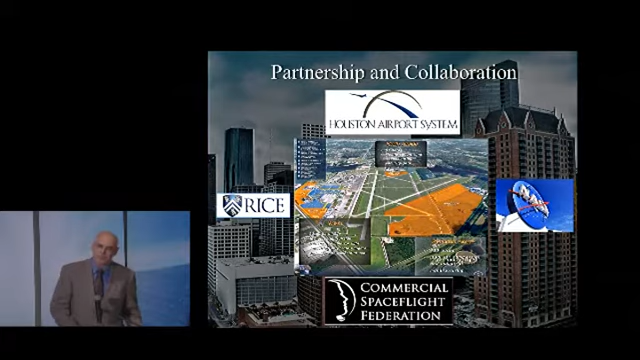 Partnership and Collaboration
HOUSTON AIRPORT SYSTEM
RICE
NASA
COMMERCIAL
SPACEFLIGHT
FEDERATION